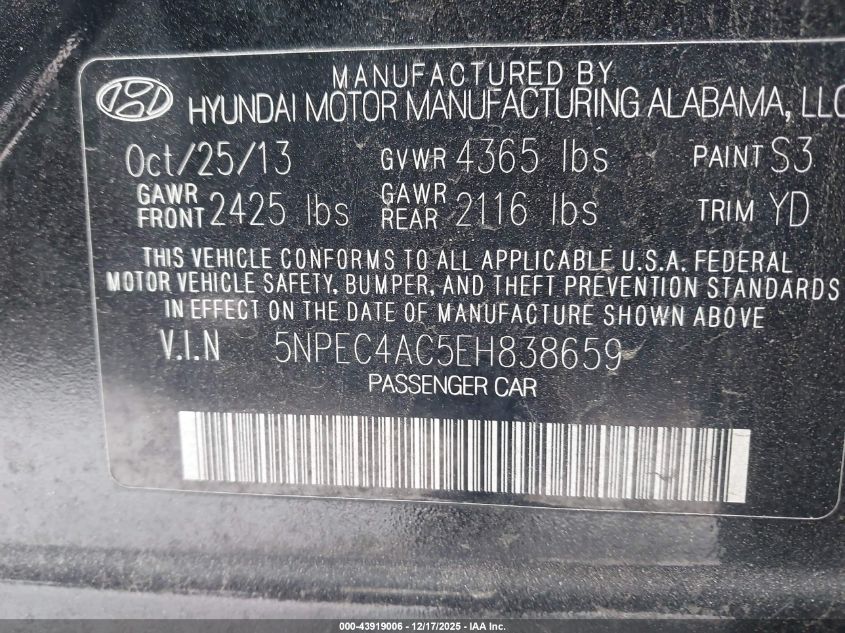 MANUFACTURED BY
HYUNDAI MOTOR MANUFACTURING ALABAMA, LLC
Oct/25/13 GVWR 4365 lbs PAINT S3
GAWR FRONT 2425 lbs GAWR REAR 2116 lbs TRIM YD
THIS VEHICLE CONFORMS TO ALL APPLICABLE U.S.A. FEDERAL
MOTOR VEHICLE SAFETY, BUMPER, AND THEFT PREVENTION STANDARDS
IN EFFECT ON THE DATE OF MANUFACTURE SHOWN ABOVE
V.I.N 5NPEC4AC5EH838659
PASSENGER CAR
000-43919006 - 12/17/2025 - IAA Inc.